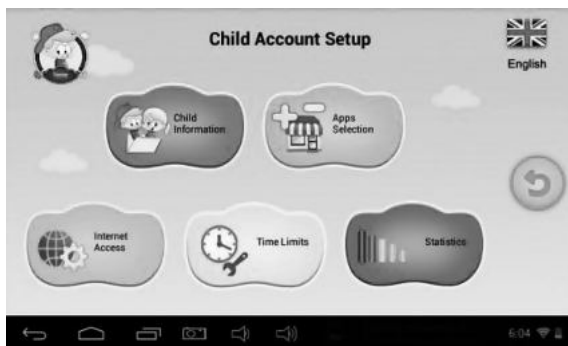 Child Account Setup
English
Child
Information
Apps
Selection
Internet
Access
Time Limits
Statistics
6:04